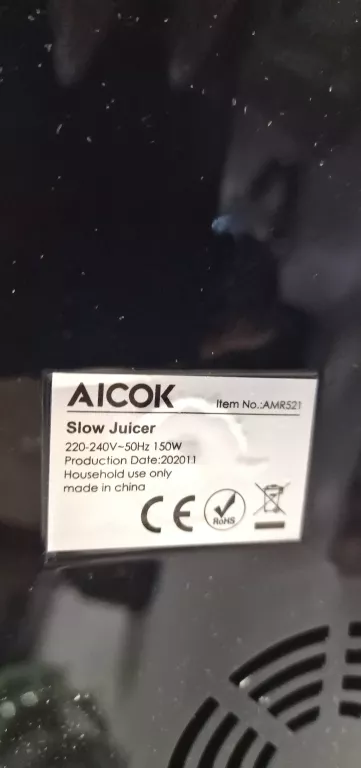 AICOK
Item No.:AMR521
Slow Juicer
220-240V~50Hz 150W
Production Date:202011
Household use only
made in china
CE
RoHS